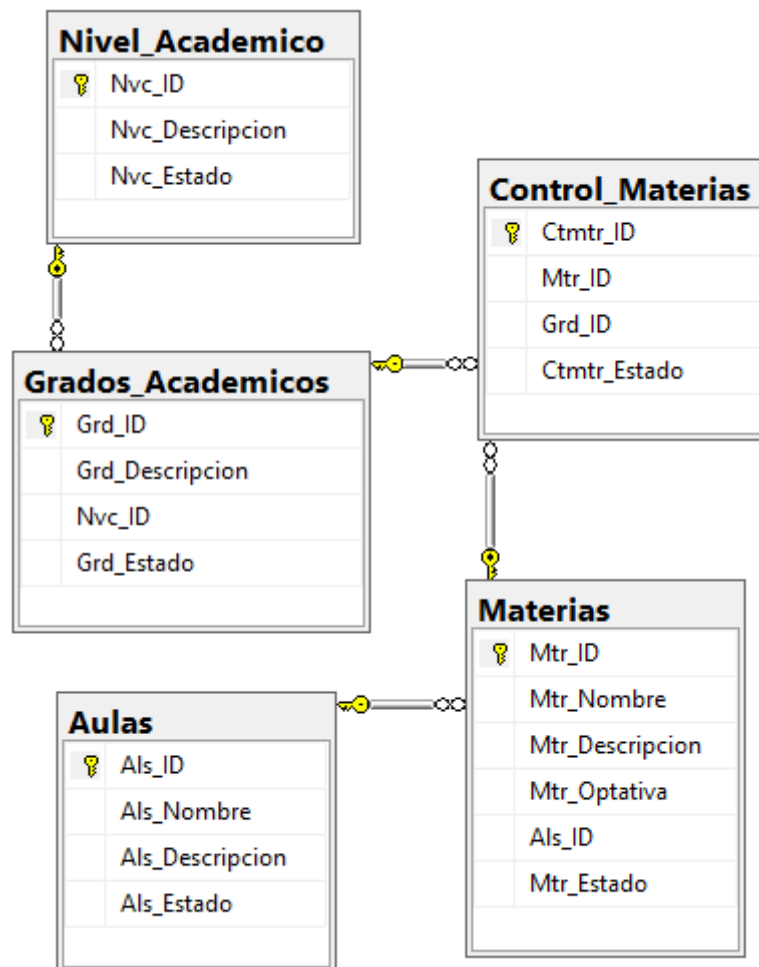 Nivel_Academico
Nvc_ID
Nvc_Descripcion
Nvc_Estado
Control_Materias
Ctmtr_ID
Mtr_ID
Grd_ID
Ctmtr_Estado
Grados_Academicos
Grd_ID
Grd_Descripcion
Nvc_ID
Grd_Estado
Materias
Mtr_ID
Mtr_Nombre
Mtr_Descripcion
Mtr_Optativa
Als_ID
Mtr_Estado
Aulas
Als_ID
Als_Nombre
Als_Descripcion
Als_Estado